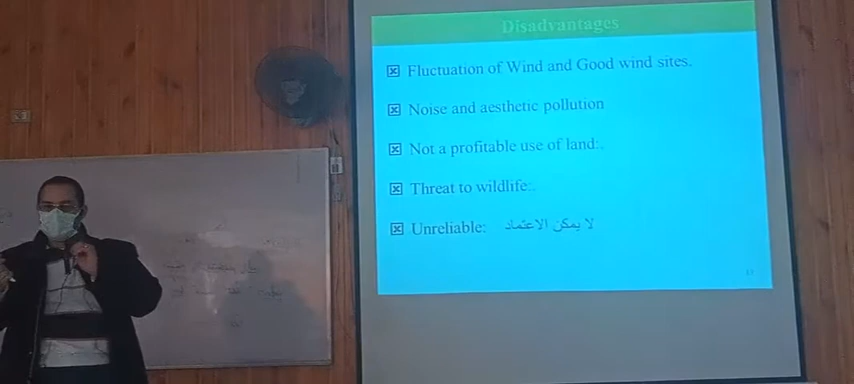 Disadvantages
Fluctuation of Wind and Good wind sites.
Noise and aesthetic pollution
Not a profitable use of land:.
Threat to wildlife:.
Unreliable: لا يمكن الاعتماد